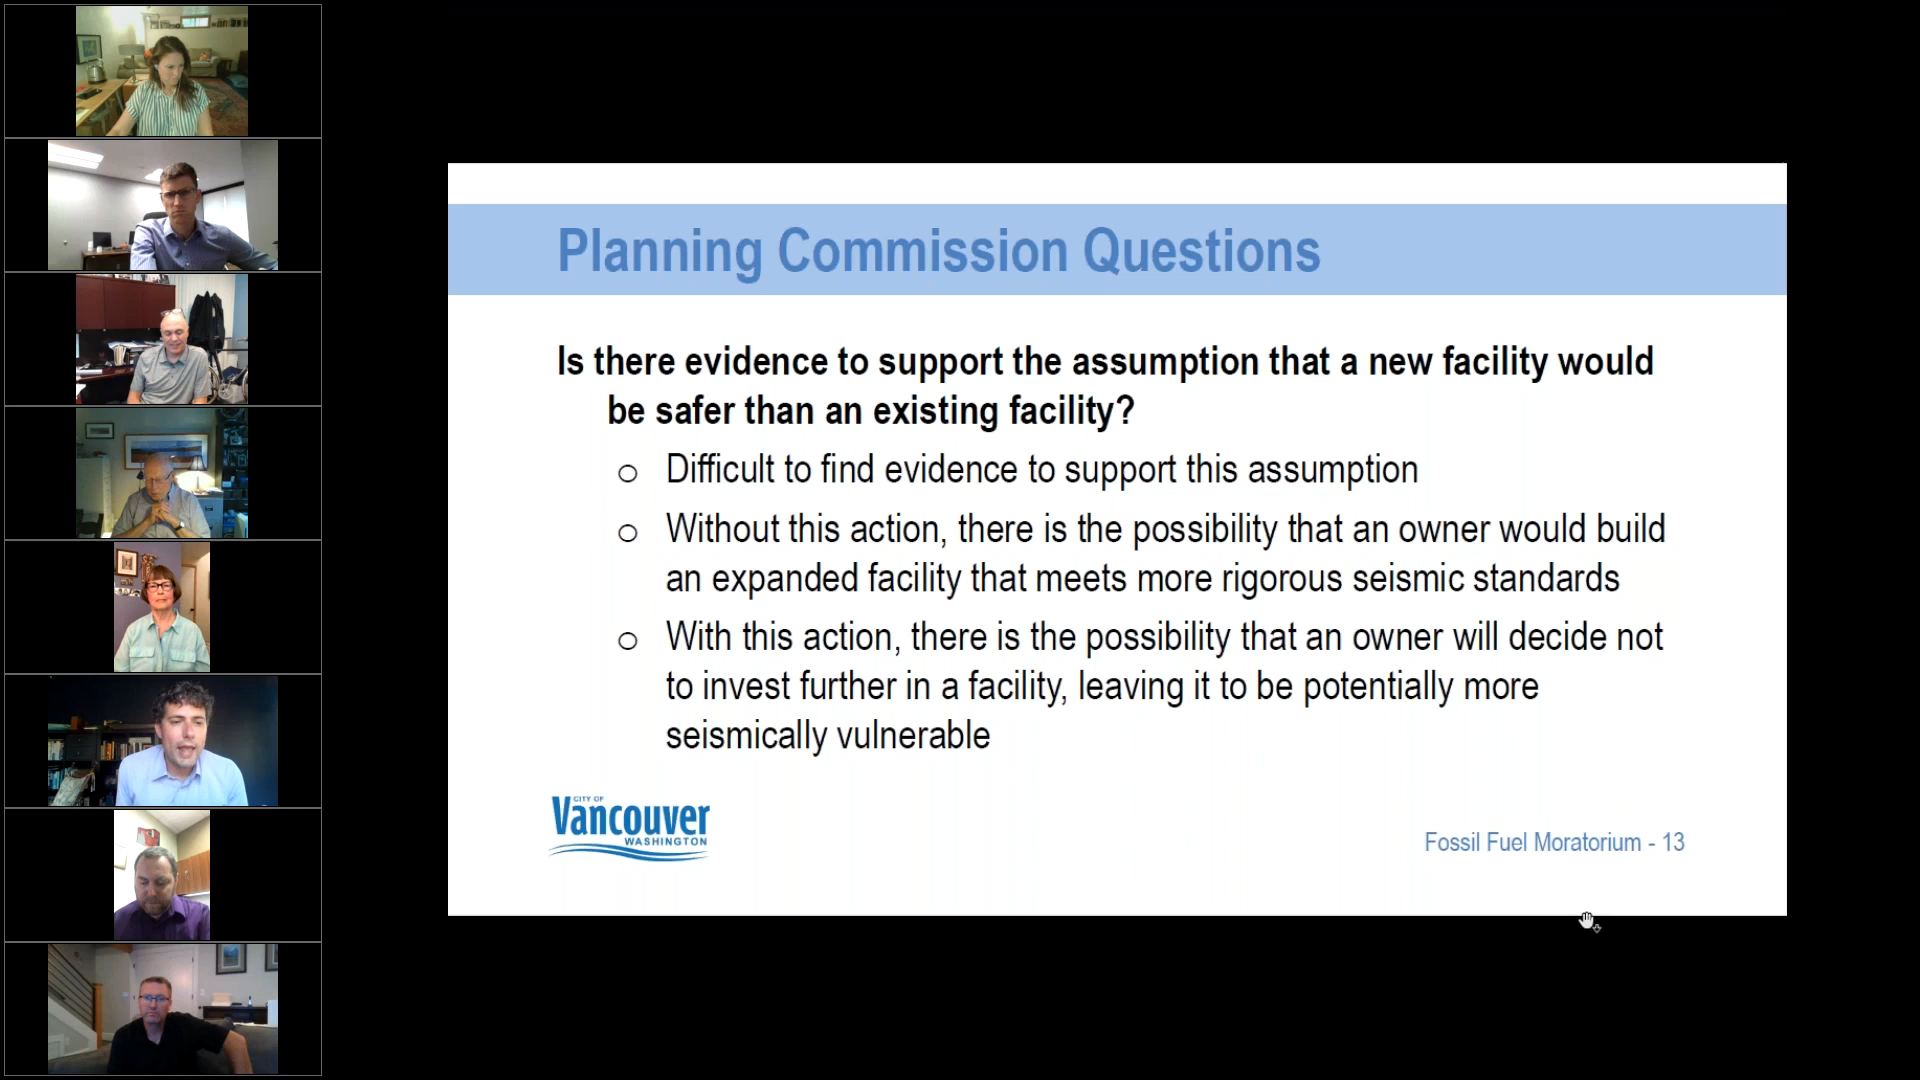 Planning Commission Questions
Is there evidence to support the assumption that a new facility would
be safer than an existing facility?
o Difficult to find evidence to support this assumption
o Without this action, there is the possibility that an owner would build
an expanded facility that meets more rigorous seismic standards
o With this action, there is the possibility that an owner will decide not
to invest further in a facility, leaving it to be potentially more
seismically vulnerable
CITY OF
Vancouver
WASHINGTON
Fossil Fuel Moratorium - 13